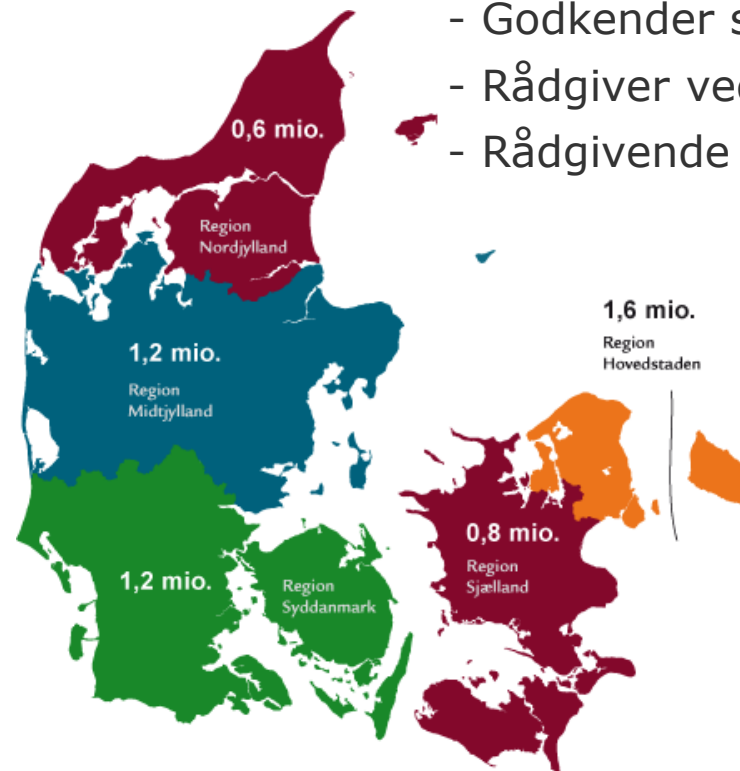 - Godkender s
- Rådgiver ve
- Rådgivende
0,6 mio.
Region
Nordjylland
1,6 mio.
Region
Hovedstaden
1,2 mio.
Region
Midtjylland
0,8 mio.
Region
Sjælland
1,2 mio.
Region
Syddanmark